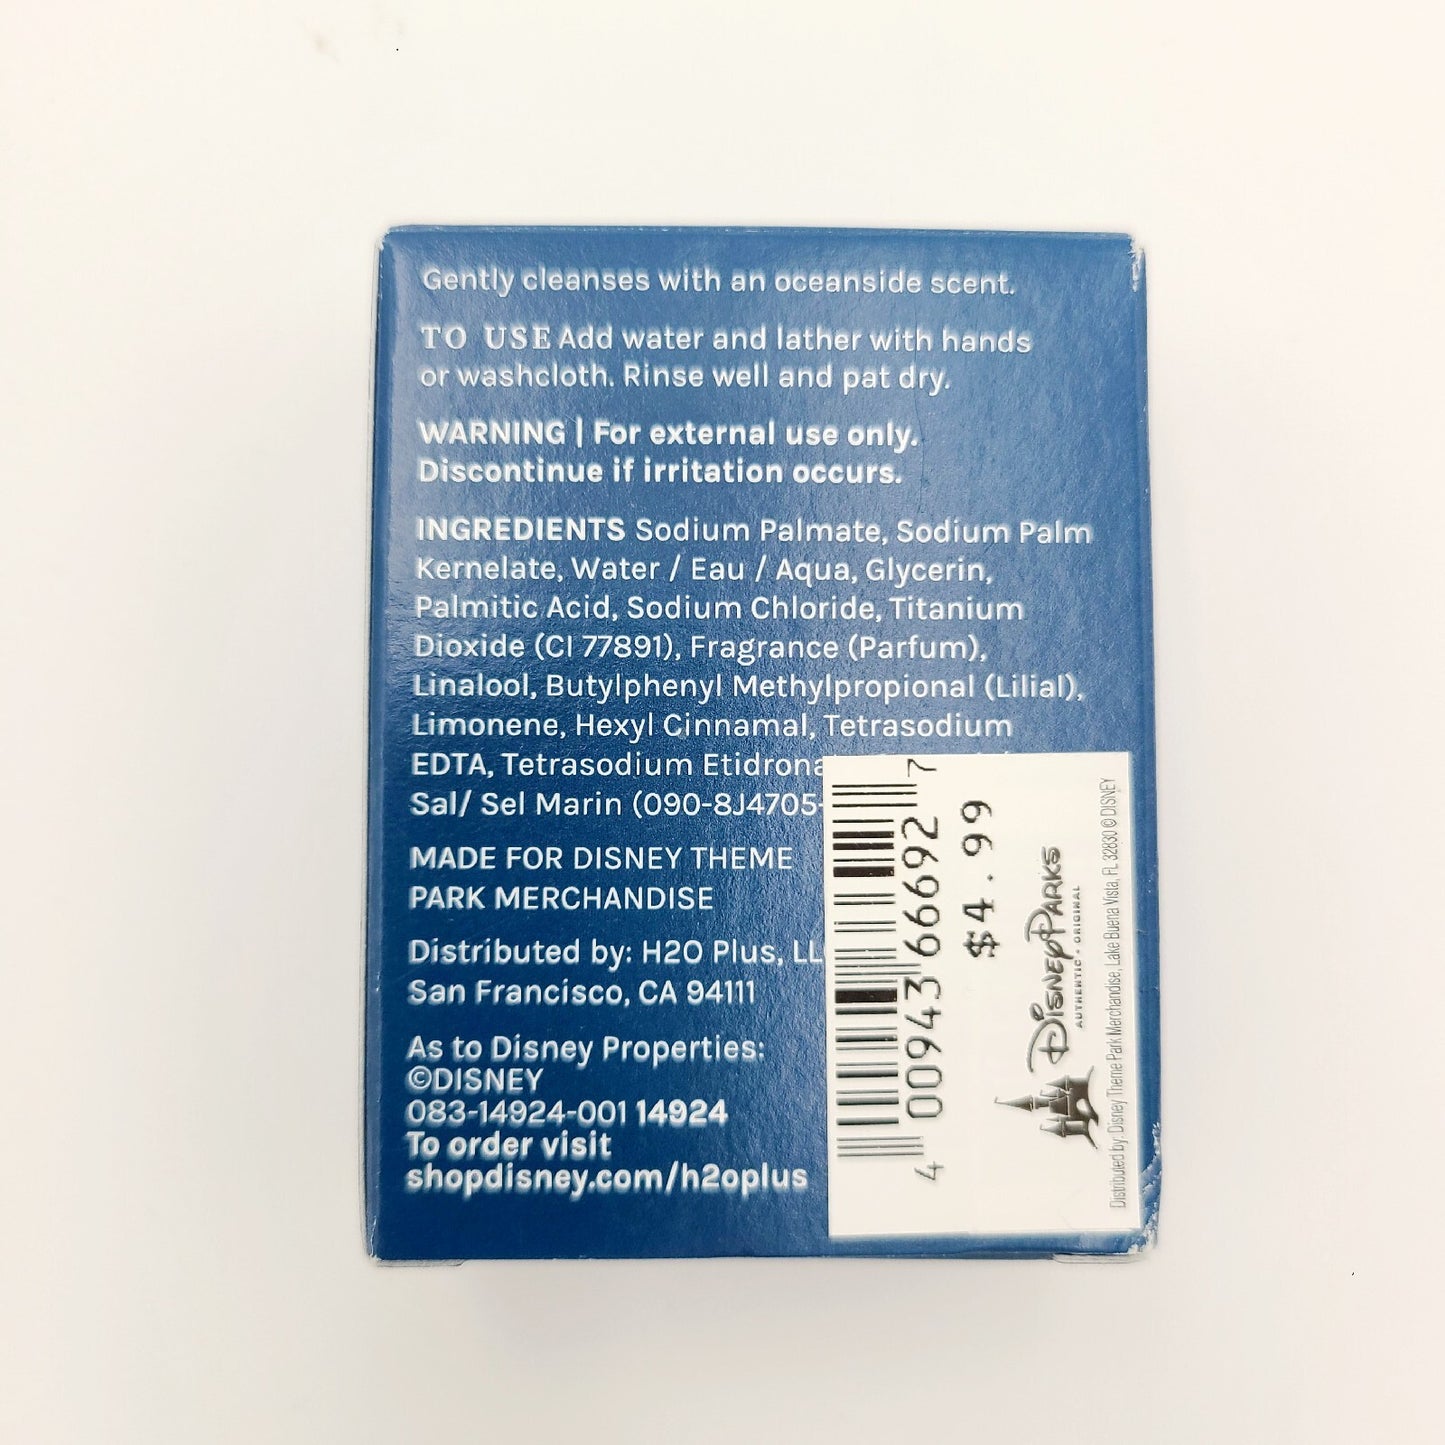 Gently cleanses with an oceanside scent.
TO USE Add water and lather with hands
or washcloth. Rinse well and pat dry.
WARNING | For external use only.
Discontinue if irritation occurs.
INGREDIENTS Sodium Palmate, Sodium Palm
Kernelate, Water / Eau / Aqua, Glycerin,
Palmitic Acid, Sodium Chloride, Titanium
Dioxide (CI 77891), Fragrance (Parfum),
Linalool, Butylphenyl Methylpropional (Lilial),
Limonene, Hexyl Cinnamal, Tetrasodium
EDTA, Tetrasodium
Sal/ Sel Marin (090-8J4705-
MADE FOR DISNEY THEME
PARK MERCHANDISE
Distributed by: H2O Plus,
San Francisco, CA 94111
As to Disney Properties:
©DISNEY
083-14924-001 14924
To order visit
shopdisney.com/h2oplus
4 00943 66692 7
$4.99
DISNEY PARKS
AUTHENTIC • ORIGINAL
Distributed by: Disney Theme Park Merchandise, Lake Buena Vista, FL 32830 © DISNEY